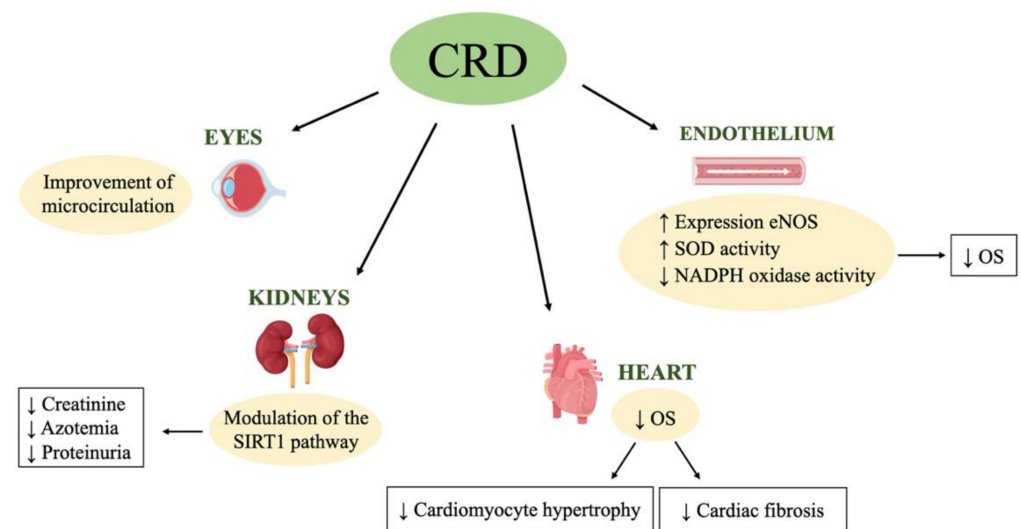 CRD
EYES
Improvement of
microcirculation
ENDOTHELIUM
↑ Expression eNOS
↑ SOD activity
↓ NADPH oxidase activity
↓ OS
KIDNEYS
Modulation of the
SIRT1 pathway
↓ Creatinine
↓ Azotemia
↓ Proteinuria
HEART
↓ OS
↓ Cardiomyocyte hypertrophy
↓ Cardiac fibrosis